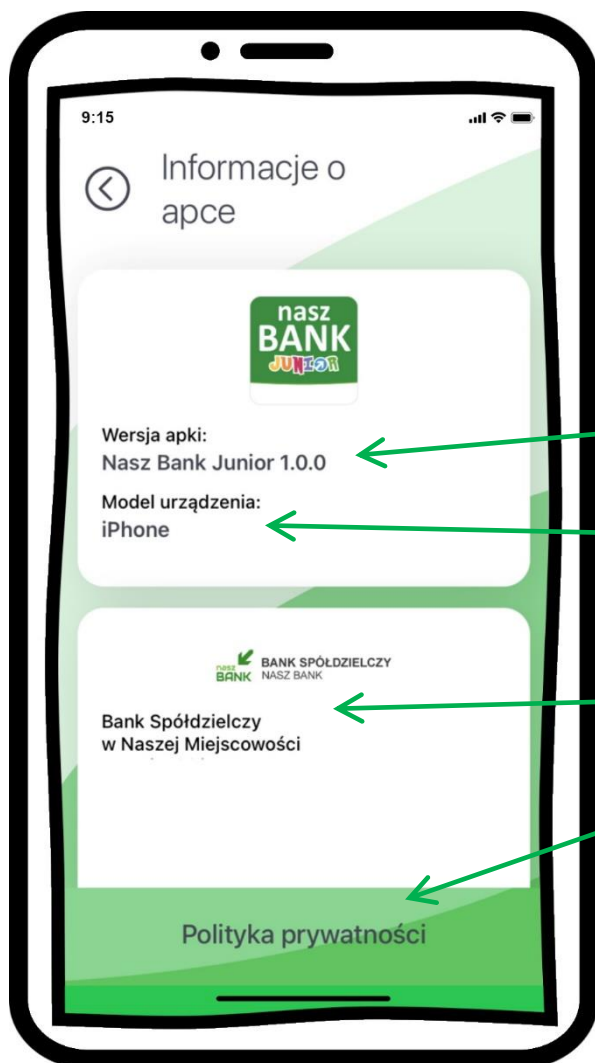 9:15
Informacje o
apce
nasz
BANK
JUNIOR
Wersja apki:
Nasz Bank Junior 1.0.0
Model urządzenia:
iPhone
nasz
BANK
BANK SPÓŁDZIELCZY
NASZ BANK
Bank Spółdzielczy
w Naszej Miejscowości
Polityka prywatności